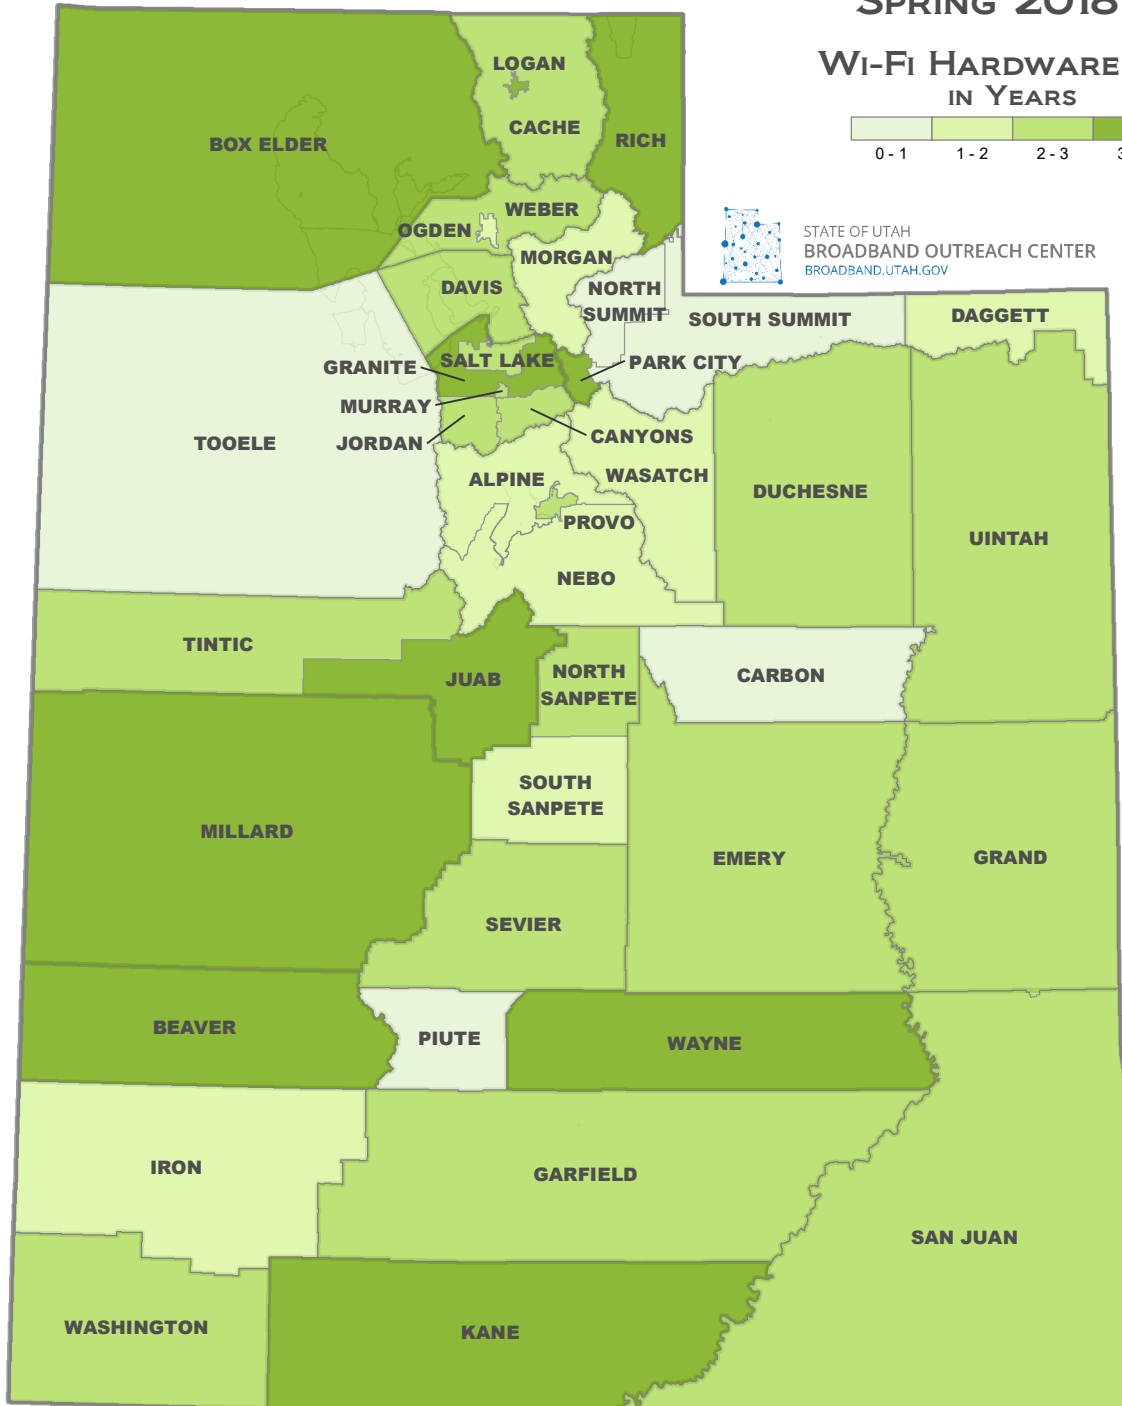 SPRING 2018
WI-FI HARDWARE
IN YEARS
0 - 1
1 - 2
2 - 3
3
STATE OF UTAH
BROADBAND OUTREACH CENTER
BROADBAND.UTAH.GOV
LOGAN
CACHE
RICH
BOX ELDER
WEBER
OGDEN
MORGAN
DAVIS
NORTH
SUMMIT
SOUTH SUMMIT
DAGGETT
SALT LAKE
PARK CITY
GRANITE
MURRAY
JORDAN
CANYONS
TOOELE
ALPINE
WASATCH
DUCHESNE
PROVO
UINTAH
NEBO
TINTIC
JUAB
NORTH
SANPETE
CARBON
SOUTH
SANPETE
MILLARD
EMERY
GRAND
SEVIER
BEAVER
PIUTE
WAYNE
IRON
GARFIELD
SAN JUAN
WASHINGTON
KANE